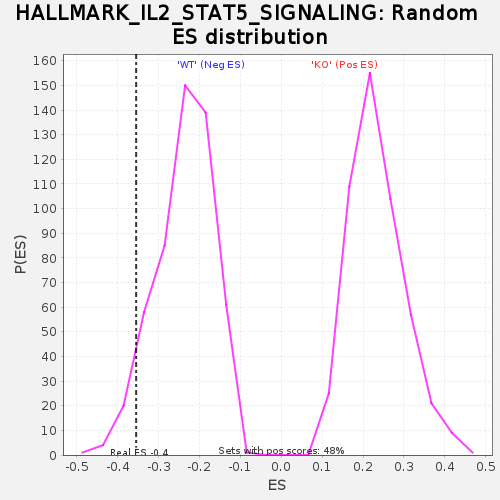 HALLMARK_IL2_STAT5_SIGNALING: Random
ES distribution
'WT' (Neg ES)
'KO' (Pos ES)
160
150
140
130
120
110
100
90
80
70
60
50
40
30
20
10
0
P(ES)
Real ES -0.4
Sets with pos scores: 48%
-0.5 -0.4 -0.3 -0.2 -0.1 0.0 0.1 0.2 0.3 0.4 0.5
ES